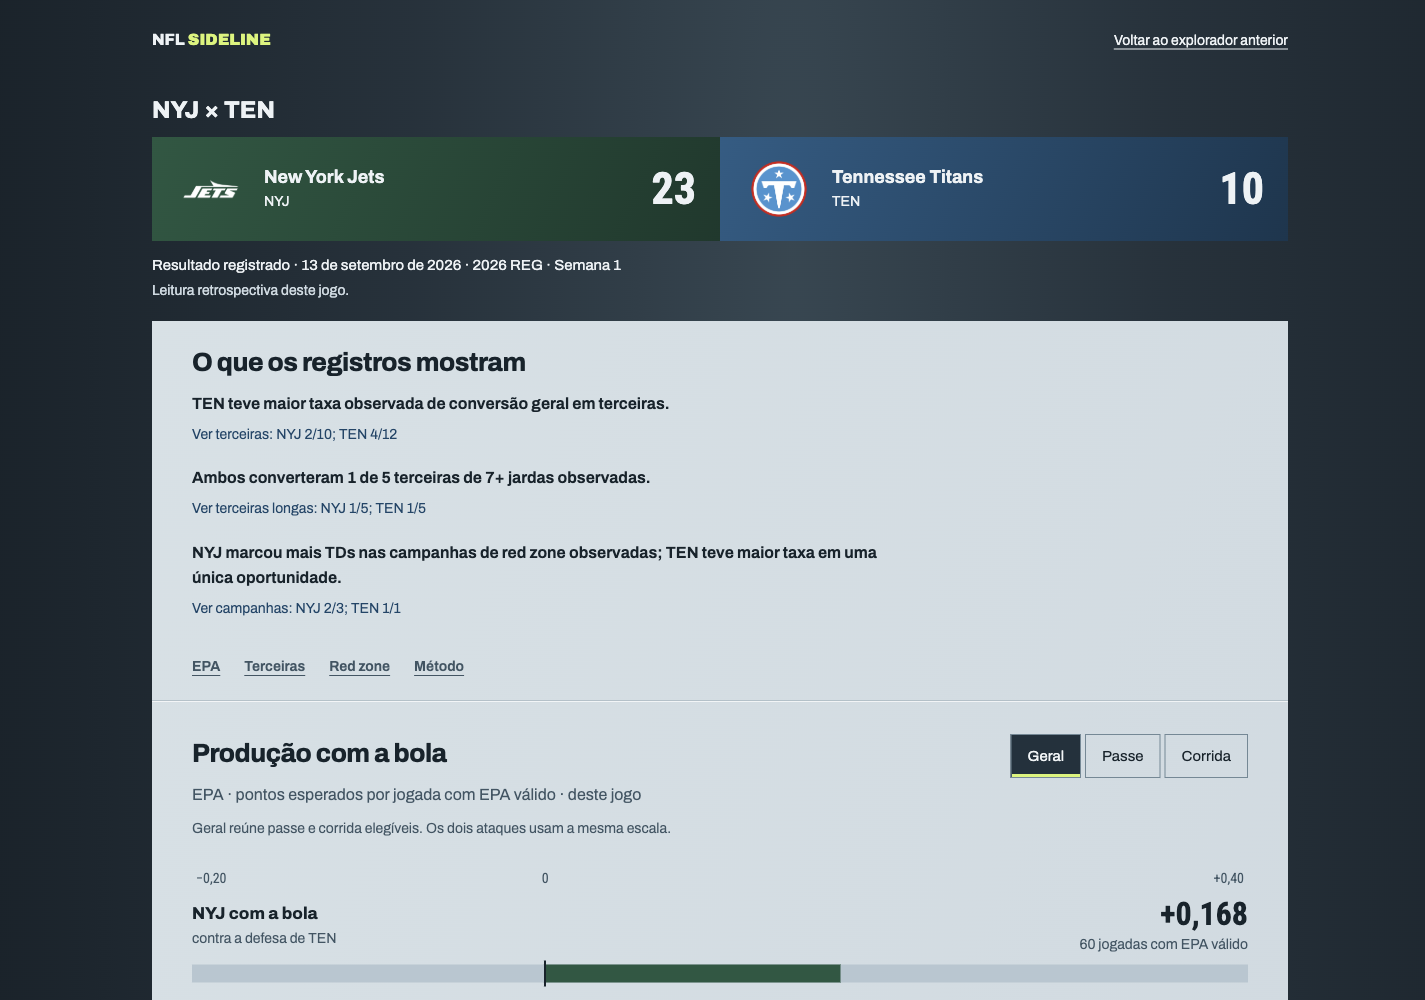 NFL SIDELINE
Voltar ao explorador anterior
NYJ × TEN
JETS
New York Jets
NYJ
23
T
Tennessee Titans
TEN
10
Resultado registrado · 13 de setembro de 2026 · 2026 REG · Semana 1
Leitura retrospectiva deste jogo.
O que os registros mostram
TEN teve maior taxa observada de conversão geral em terceiras.
Ver terceiras: NYJ 2/10; TEN 4/12
Ambos converteram 1 de 5 terceiras de 7+ jardas observadas.
Ver terceiras longas: NYJ 1/5; TEN 1/5
NYJ marcou mais TDs nas campanhas de red zone observadas; TEN teve maior taxa em uma
única oportunidade.
Ver campanhas: NYJ 2/3; TEN 1/1
EPA Terceiras Red zone Método
Produção com a bola
Geral Passe Corrida
EPA · pontos esperados por jogada com EPA válido · deste jogo
Geral reúne passe e corrida elegíveis. Os dois ataques usam a mesma escala.
−0,20 0 +0,40
NYJ com a bola
+0,168
contra a defesa de TEN
60 jogadas com EPA válido